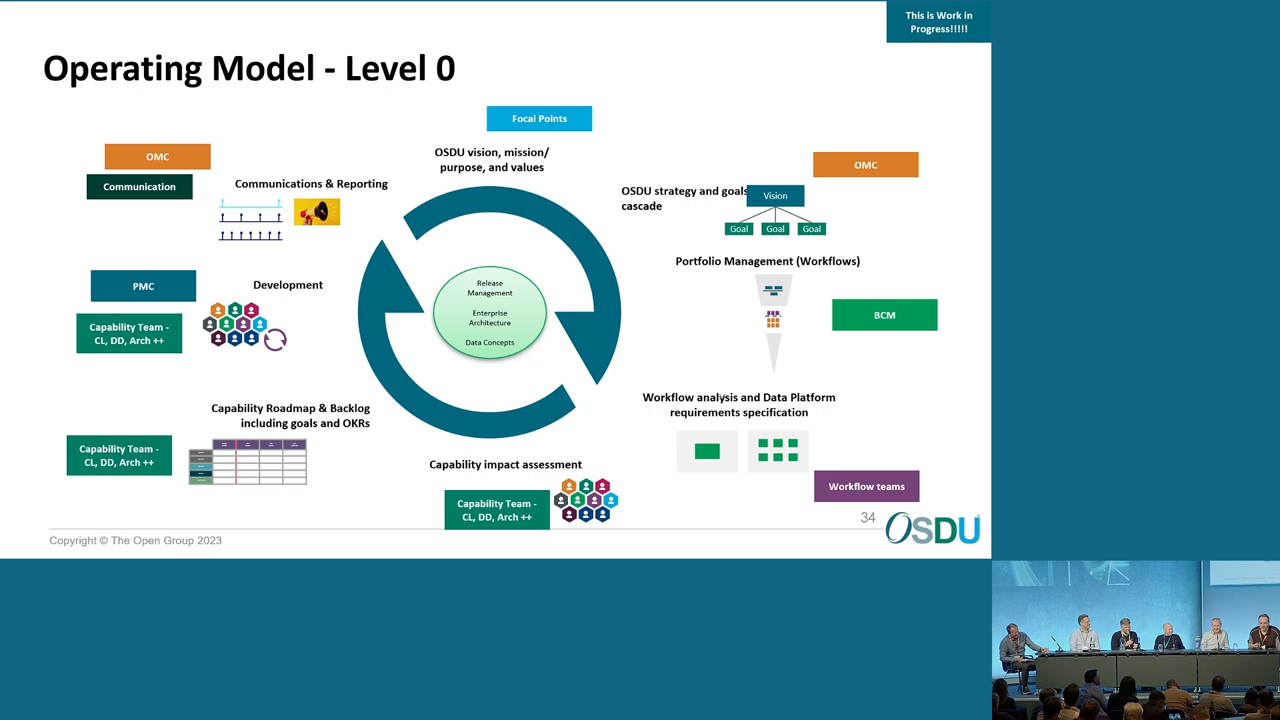 This is Work in
Progress!!!!!
Operating Model - Level 0
Focal Points
OMC
Communication
Communications & Reporting
OSDU vision, mission/
purpose, and values
OMC
OSDU strategy and goals
cascade
Vision
Goal
Goal
Goal
Portfolio Management (Workflows)
BCM
PMC
Development
Capability Team -
CL, DD, Arch ++
Release
Management
Enterprise
Architecture
Data Concepts
Workflow analysis and Data Platform
requirements specification
Workflow teams
Capability Roadmap & Backlog
including goals and OKRs
Capability Team -
CL, DD, Arch ++
Capability impact assessment
Capability Team -
CL, DD, Arch ++
34
OSDU
Copyright © The Open Group 2023